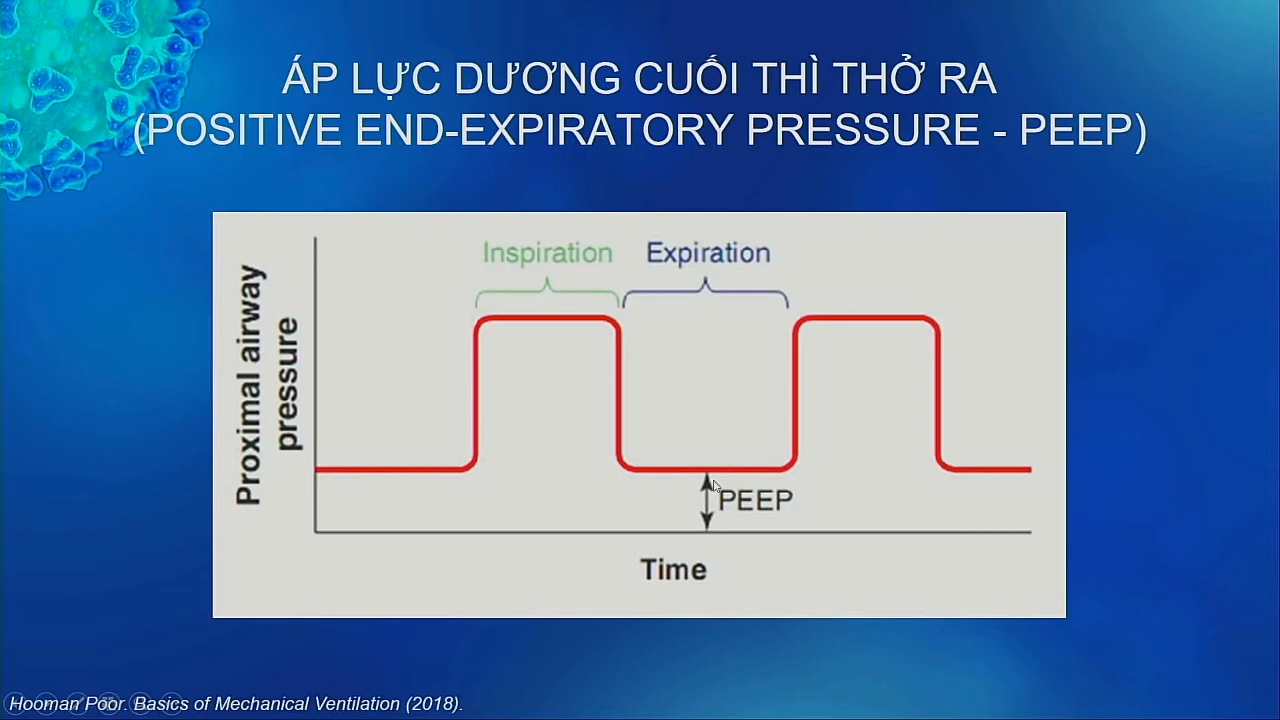 ÁP LỰC DƯƠNG CUỐI THÌ THỞ RA
(POSITIVE END-EXPIRATORY PRESSURE - PEEP)
Inspiration Expiration
Proximal airway
pressure
PEEP
Time
Hooman Poor. Basics of Mechanical Ventilation (2018).